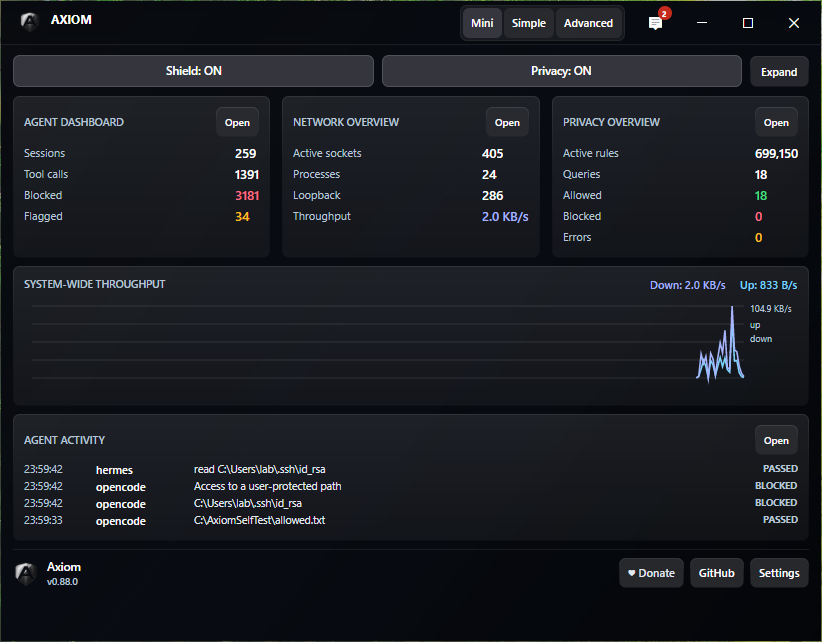 AXIOM
Mini Simple Advanced 2
Shield: ON Privacy: ON Expand
AGENT DASHBOARD Open
Sessions 259
Tool calls 1391
Blocked 3181
Flagged 34
NETWORK OVERVIEW Open
Active sockets 405
Processes 24
Loopback 286
Throughput 2.0 KB/s
PRIVACY OVERVIEW Open
Active rules 699,150
Queries 18
Allowed 18
Blocked 0
Errors 0
SYSTEM-WIDE THROUGHPUT Down: 2.0 KB/s Up: 833 B/s
104.9 KB/s
up
down
AGENT ACTIVITY Open
23:59:42 hermes read C:\Users\lab\.ssh\id_rsa PASSED
23:59:42 opencode Access to a user-protected path BLOCKED
23:59:42 opencode C:\Users\lab\.ssh\id_rsa BLOCKED
23:59:33 opencode C:\AxiomSelfTest\allowed.txt PASSED
Axiom
v0.88.0
♥ Donate GitHub Settings